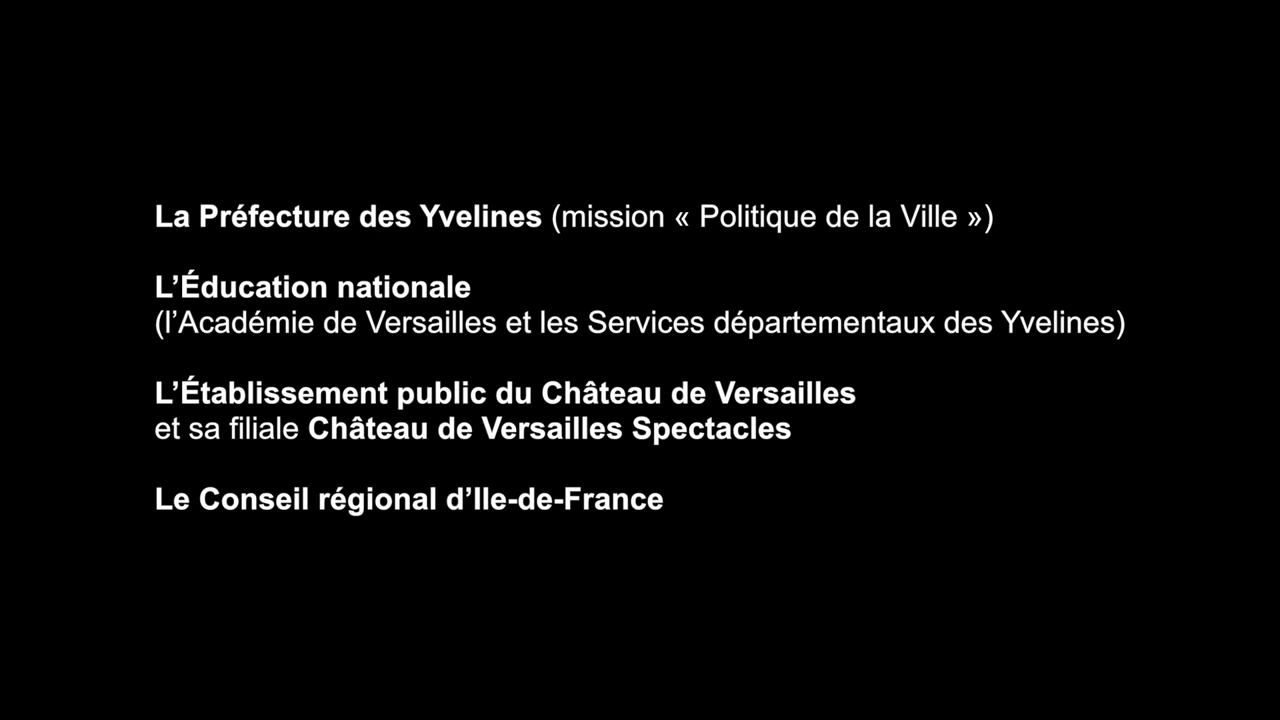 La Préfecture des Yvelines (mission « Politique de la Ville »)
L’Éducation nationale
(l’Académie de Versailles et les Services départementaux des Yvelines)
L’Établissement public du Château de Versailles
et sa filiale Château de Versailles Spectacles
Le Conseil régional d’Ile-de-France